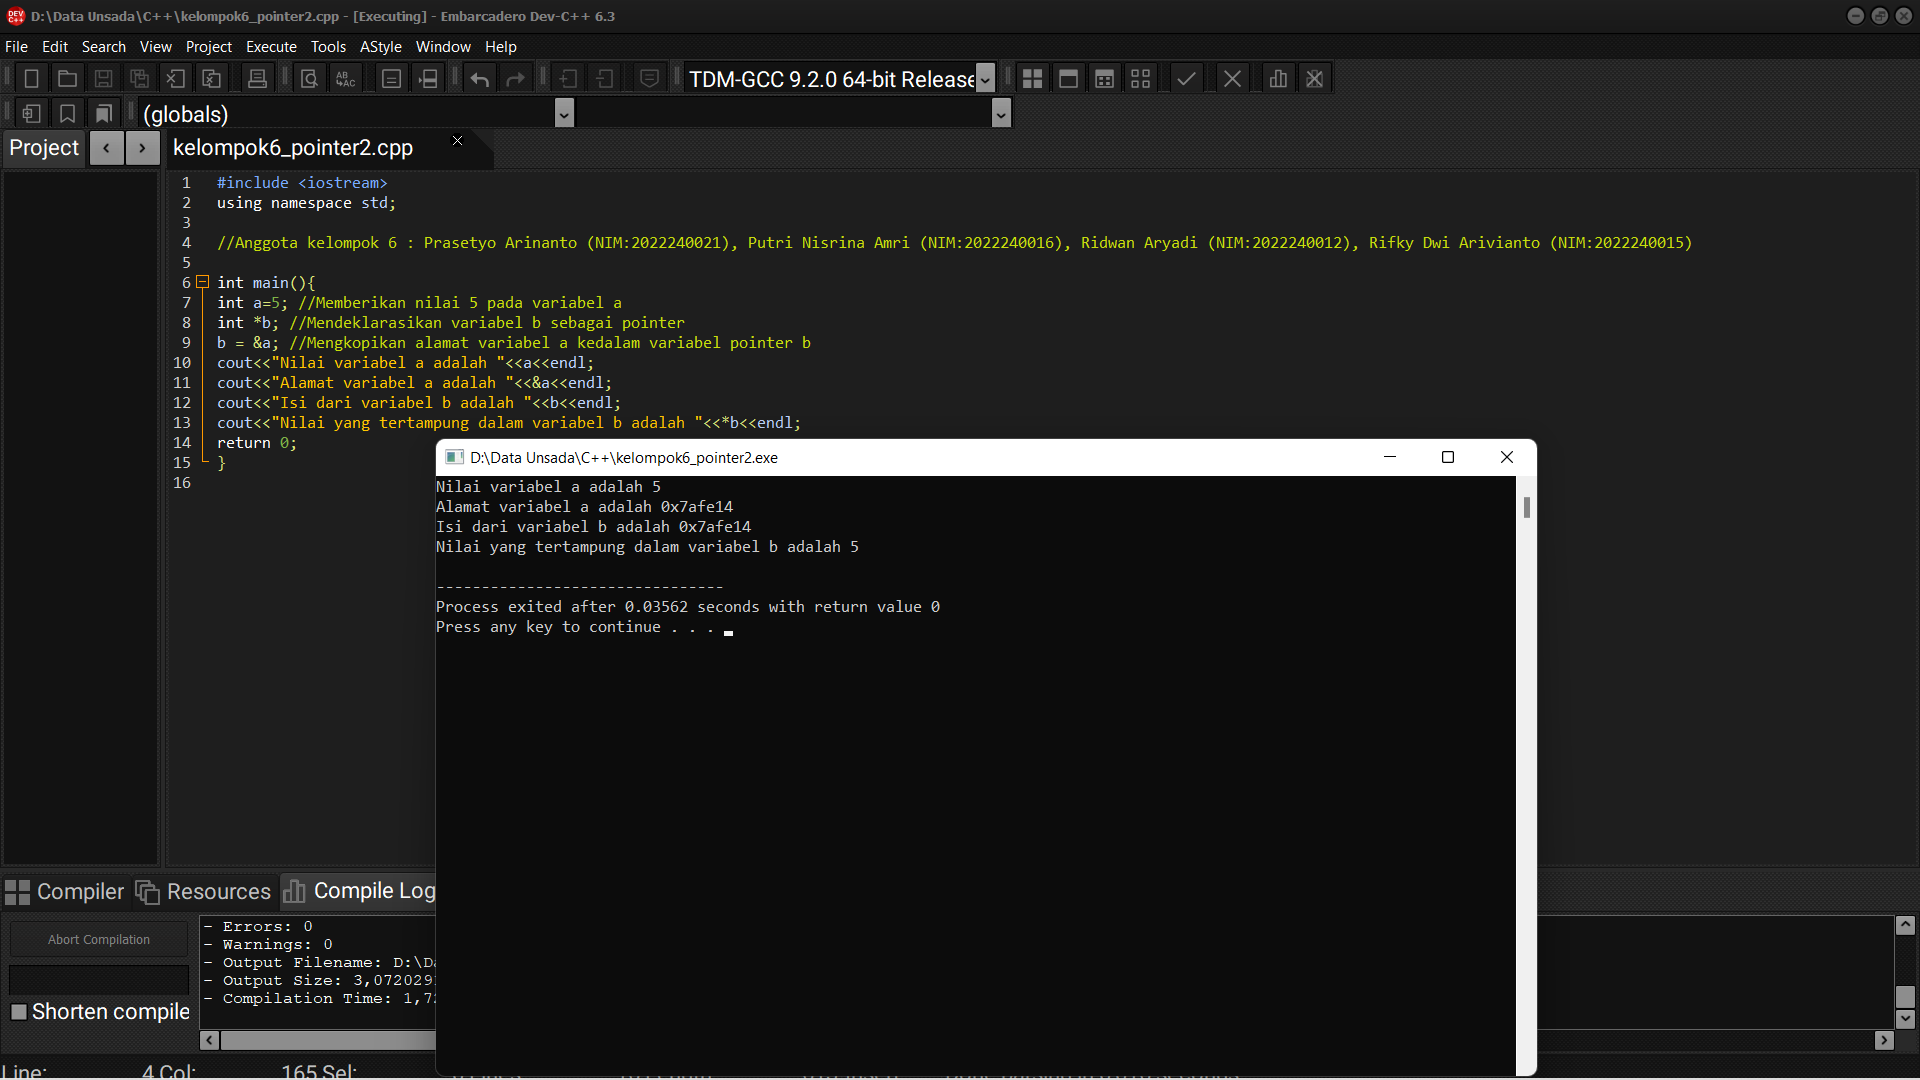 D:\Data Unsada\C++\kelompok6_pointer2.cpp - [Executing] - Embarcadero Dev-C++ 6.3
File Edit Search View Project Execute Tools AStyle Window Help
TDM-GCC 9.2.0 64-bit Release
(globals)
Project
kelompok6_pointer2.cpp
1 #include <iostream>
2 using namespace std;
3
4 //Anggota kelompok 6 : Prasetyo Arinanto (NIM:2022240021), Putri Nisrina Amri (NIM:2022240016), Ridwan Aryadi (NIM:2022240012), Rifky Dwi Arivianto (NIM:2022240015)
5
6 int main(){
7 int a=5; //Memberikan nilai 5 pada variabel a
8 int *b; //Mendeklarasikan variabel b sebagai pointer
9 b = &a; //Mengkopikan alamat variabel a kedalam variabel pointer b
10 cout<<"Nilai variabel a adalah "<<a<<endl;
11 cout<<"Alamat variabel a adalah "<<&a<<endl;
12 cout<<"Isi dari variabel b adalah "<<b<<endl;
13 cout<<"Nilai yang tertampung dalam variabel b adalah "<<*b<<endl;
14 return 0;
15 }
16
D:\Data Unsada\C++\kelompok6_pointer2.exe
Nilai variabel a adalah 5
Alamat variabel a adalah 0x7afe14
Isi dari variabel b adalah 0x7afe14
Nilai yang tertampung dalam variabel b adalah 5
--------------------------------
Process exited after 0.03562 seconds with return value 0
Press any key to continue . . .
Compiler Resources Compile Log
Abort Compilation
Shorten compile
- Errors: 0
- Warnings: 0
- Output Filename: D:\Da
- Output Size: 3,072029
- Compilation Time: 1,72
Line: 4 Col: 165 Sel: